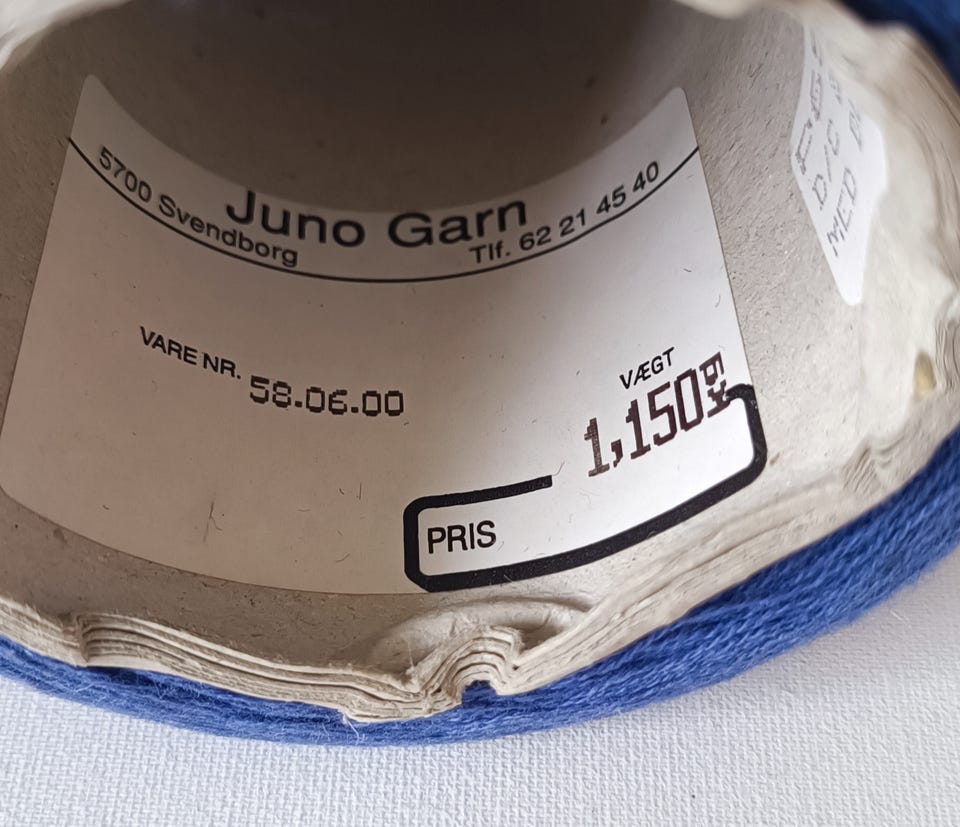 Juno Garn
5700 Svendborg Tlf. 62 21 45 40
VARE NR. 58.06.00
VÆGT
1,150 kg
PRIS
D/C
MED